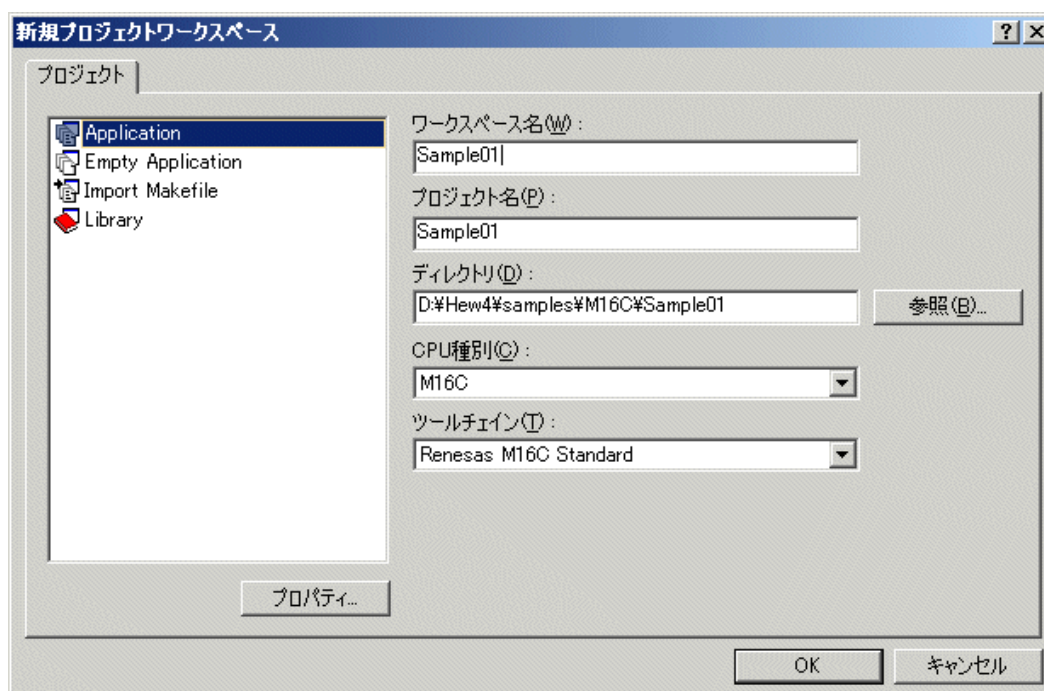 新規プロジェクトワークスペース
プロジェクト
Application
Empty Application
Import Makefile
Library
プロパティ...
ワークスペース名(W) :
Sample01
プロジェクト名(P) :
Sample01
ディレクトリ(D) :
D:¥Hew4¥samples¥M16C¥Sample01
参照(B)...
CPU種別(C) :
M16C
ツールチェイン(T) :
Renesas M16C Standard
OK
キャンセル